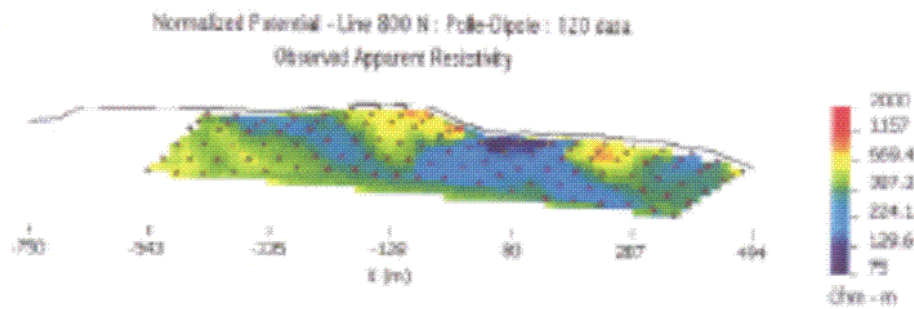 Normalized Potential - Line 800 N : Pole-Dipole : 120 data
Observed Apparent Resistivity
2000
1157
669.4
387.3
224.1
129.6
75
Ohm - m
-750 -543 -335 -128 80 287 494
X (m)